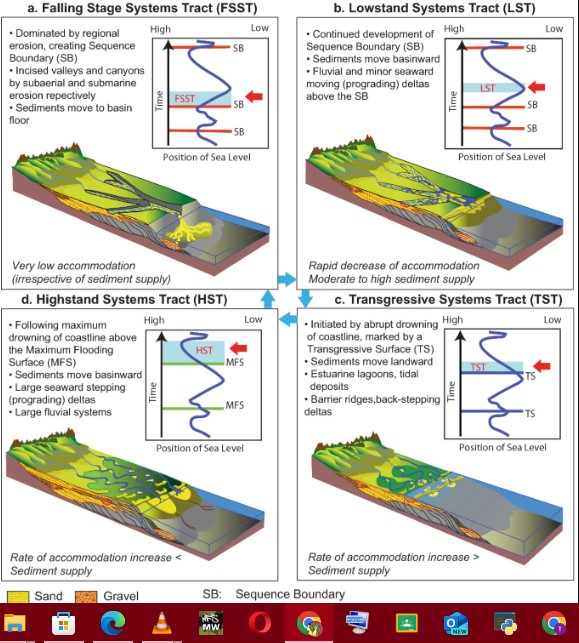 a. Falling Stage Systems Tract (FSST)
• Dominated by regional
erosion, creating Sequence
Boundary (SB)
• Incised valleys and canyons
by subaerial and submarine
erosion repectively
• Sediments move to basin
floor
High
Low
Time
FSST
SB
SB
SB
Position of Sea Level
Very low accommodation
(irrespective of sediment supply)
b. Lowstand Systems Tract (LST)
• Continued development of
Sequence Boundary (SB)
• Sediments move basinward
• Fluvial and minor seaward
moving (prograding) deltas
above the SB
High
Low
Time
LST
SB
SB
SB
Position of Sea Level
Rapid decrease of accommodation
Moderate to high sediment supply
d. Highstand Systems Tract (HST)
• Following maximum
drowning of coastline above
the Maximum Flooding
Surface (MFS)
• Sediments move basinward
• Large seaward stepping
(prograding) deltas
• Large fluvial systems
High
Low
Time
HST
MFS
MFS
Position of Sea Level
Rate of accommodation increase <
Sediment supply
c. Transgressive Systems Tract (TST)
• Initiated by abrupt drowning
of coastline, marked by a
Transgressive Surface (TS)
• Sediments move landward
• Estuarine lagoons, tidal
deposits
• Barrier ridges,back-stepping
deltas
High
Low
Time
TST
TS
TS
Position of Sea Level
Rate of accommodation increase >
Sediment supply
Sand
Gravel
SB: Sequence Boundary
MW
NEW